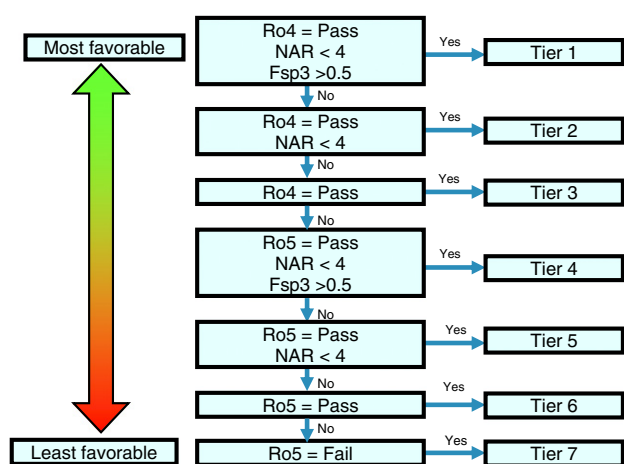 Most favorable
Ro4 = Pass
NAR < 4
Fsp3 >0.5
Yes
Tier 1
No
Ro4 = Pass
NAR < 4
Yes
Tier 2
No
Ro4 = Pass
Yes
Tier 3
No
Ro5 = Pass
NAR < 4
Fsp3 >0.5
Yes
Tier 4
No
Ro5 = Pass
NAR < 4
Yes
Tier 5
No
Ro5 = Pass
Yes
Tier 6
No
Least favorable
Ro5 = Fail
Yes
Tier 7